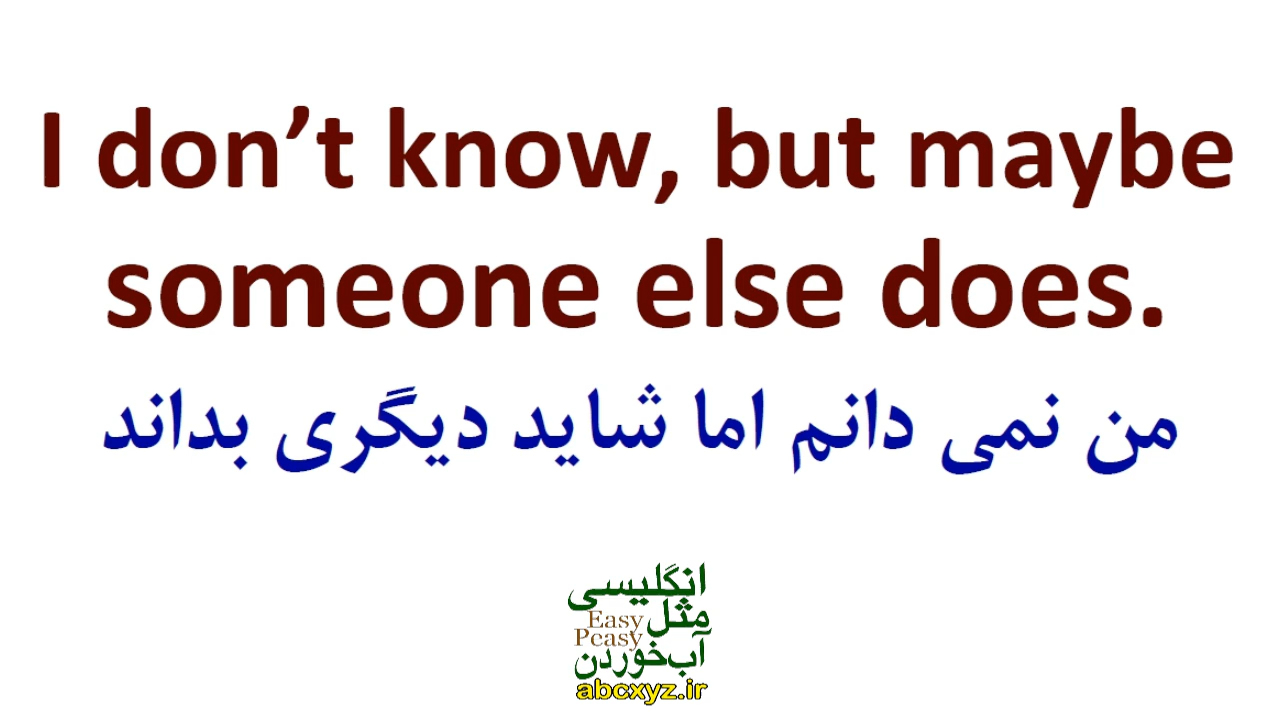 I don’t know, but maybe
someone else does.
من نمی دانم اما شاید دیگری بداند
انگلیسی
مثل
Easy
Peasy
آب‌خوردن
abcxyz.ir